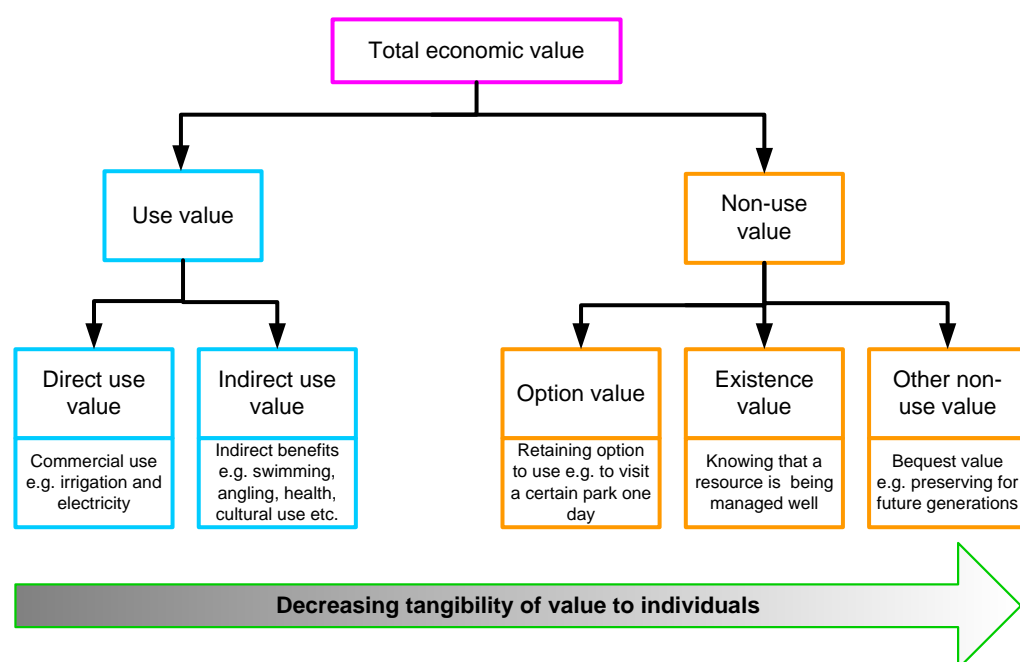 Total economic value
Use value
Non-use
value
Direct use
value
Commercial use
e.g. irrigation and
electricity
Indirect use
value
Indirect benefits
e.g. swimming,
angling, health,
cultural use etc.
Option value
Retaining option
to use e.g. to visit
a certain park one
day
Existence
value
Knowing that a
resource is being
managed well
Other non-
use value
Bequest value
e.g. preserving for
future generations
Decreasing tangibility of value to individuals